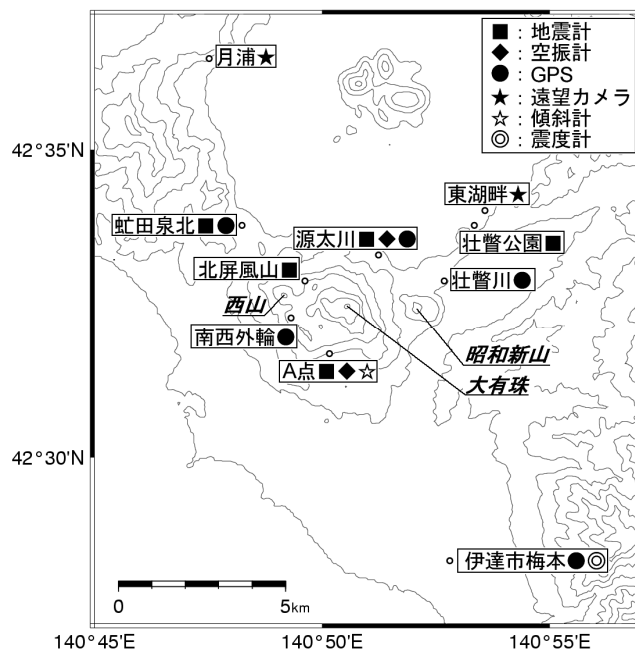 ■：地震計
◆：空振計
●：GPS
★：遠望カメラ
☆：傾斜計
◎：震度計
月浦★
42°35'N
東湖畔★
虻田泉北■●
源太川■◆●
壮瞥公園■
北屏風山■
壮瞥川●
西山
南西外輪●
昭和新山
A点■◆☆
大有珠
42°30'N
伊達市梅本●◎
0 5km
140°45'E 140°50'E 140°55'E